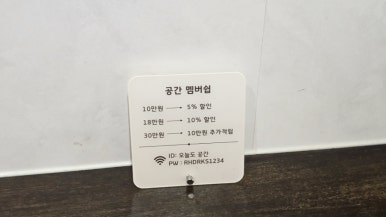 공간 멤버쉽
10만원 → 5% 할인
18만원 → 10% 할인
30만원 → 10만원 추가적립
ID: 오늘도 공간
PW : RHDRKS1234